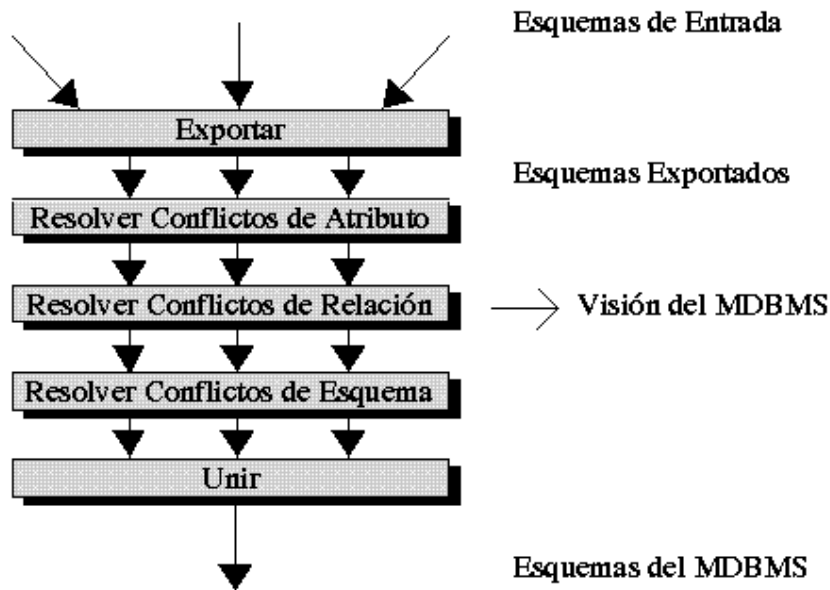 Esquemas de Entrada
Exportar
Esquemas Exportados
Resolver Conflictos de Atributo
Resolver Conflictos de Relación
Visión del MDBMS
Resolver Conflictos de Esquema
Unir
Esquemas del MDBMS